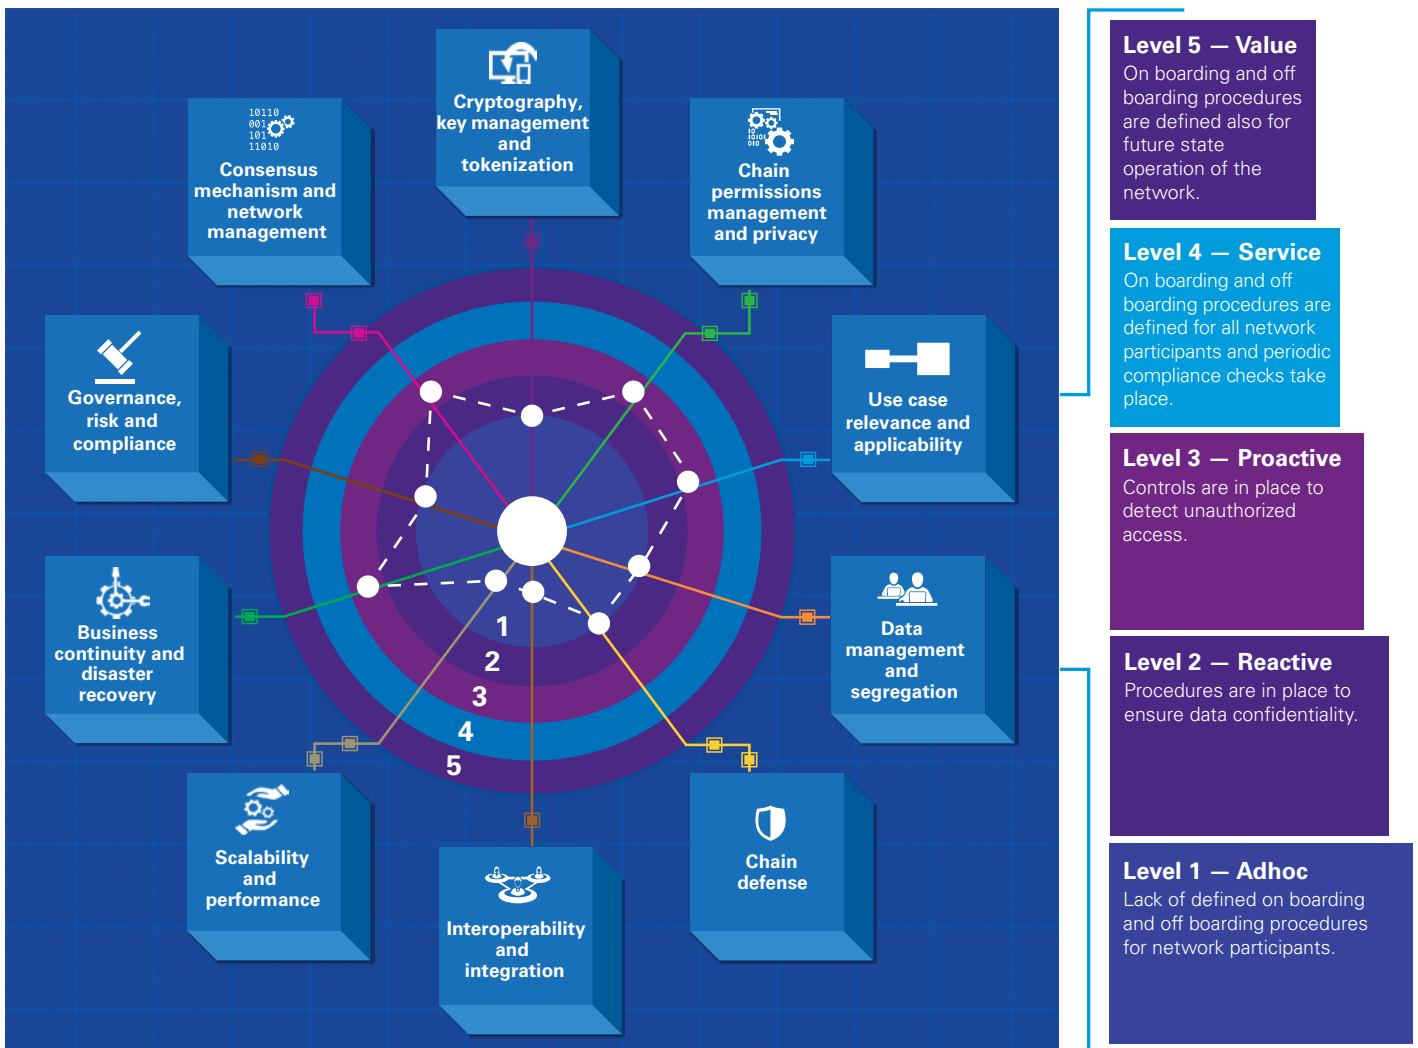 Cryptography,
key management
and
tokenization
10110
001
101
11010
Consensus
mechanism and
network
management
10
10101
010
Chain
permissions
management
and privacy
Governance,
risk and
compliance
Use case
relevance and
applicability
Business
continuity and
disaster
recovery
Data
management
and
segregation
1
2
3
4
5
Scalability
and
performance
Interoperability
and
integration
Chain
defense
Level 5 — Value
On boarding and off
boarding procedures
are defined also for
future state
operation of the
network.
Level 4 — Service
On boarding and off
boarding procedures are
defined for all network
participants and periodic
compliance checks take
place.
Level 3 — Proactive
Controls are in place to
detect unauthorized
access.
Level 2 — Reactive
Procedures are in place to
ensure data confidentiality.
Level 1 — Adhoc
Lack of defined on boarding
and off boarding procedures
for network participants.